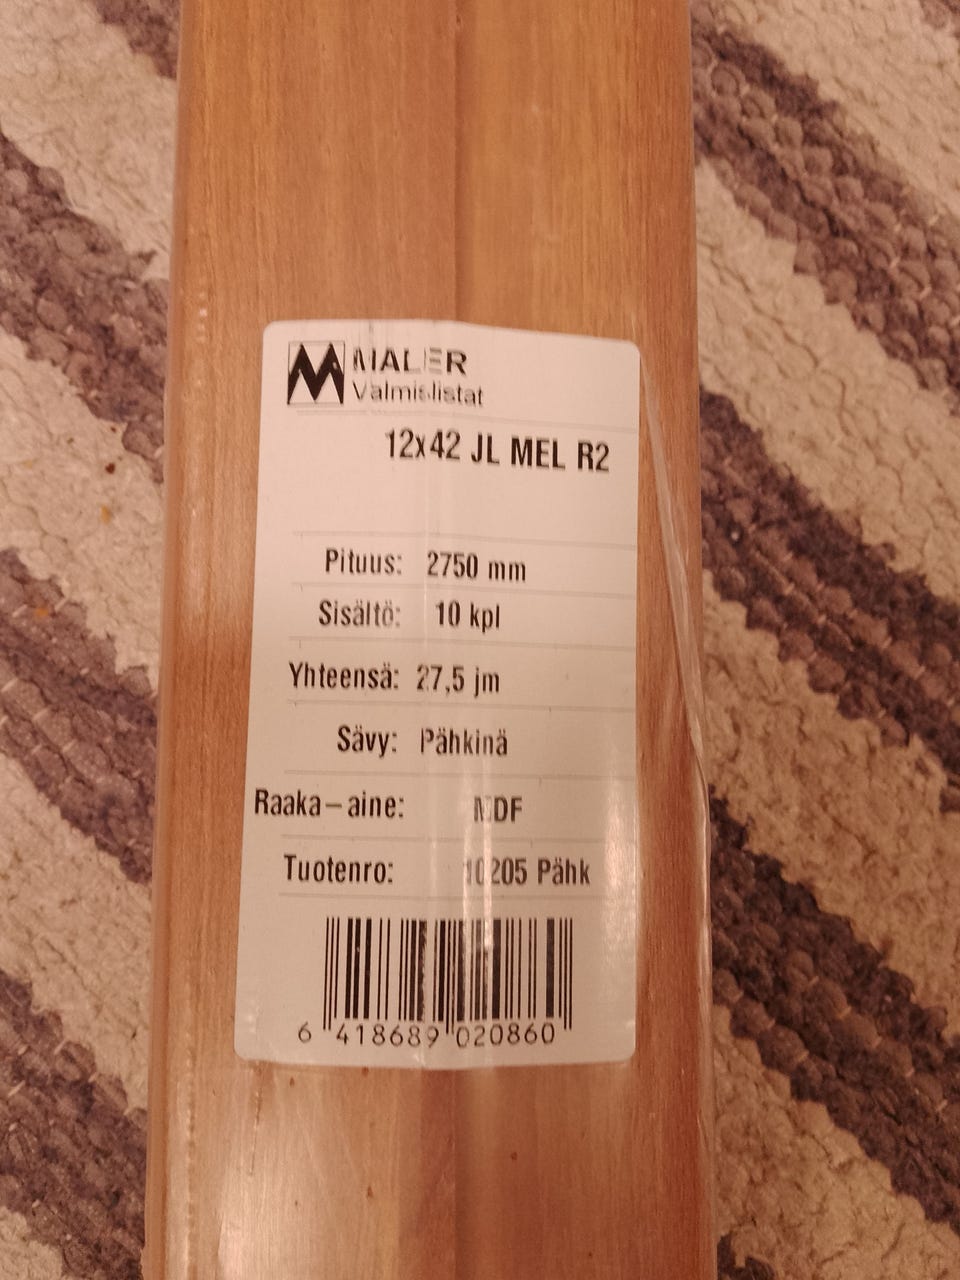 MALER
Valmislistat
12x42 JL MEL R2
Pituus: 2750 mm
Sisältö: 10 kpl
Yhteensä: 27,5 jm
Sävy: Pähkinä
Raaka-aine: MDF
Tuotenro: 10205 Pähk
6 418689 020860